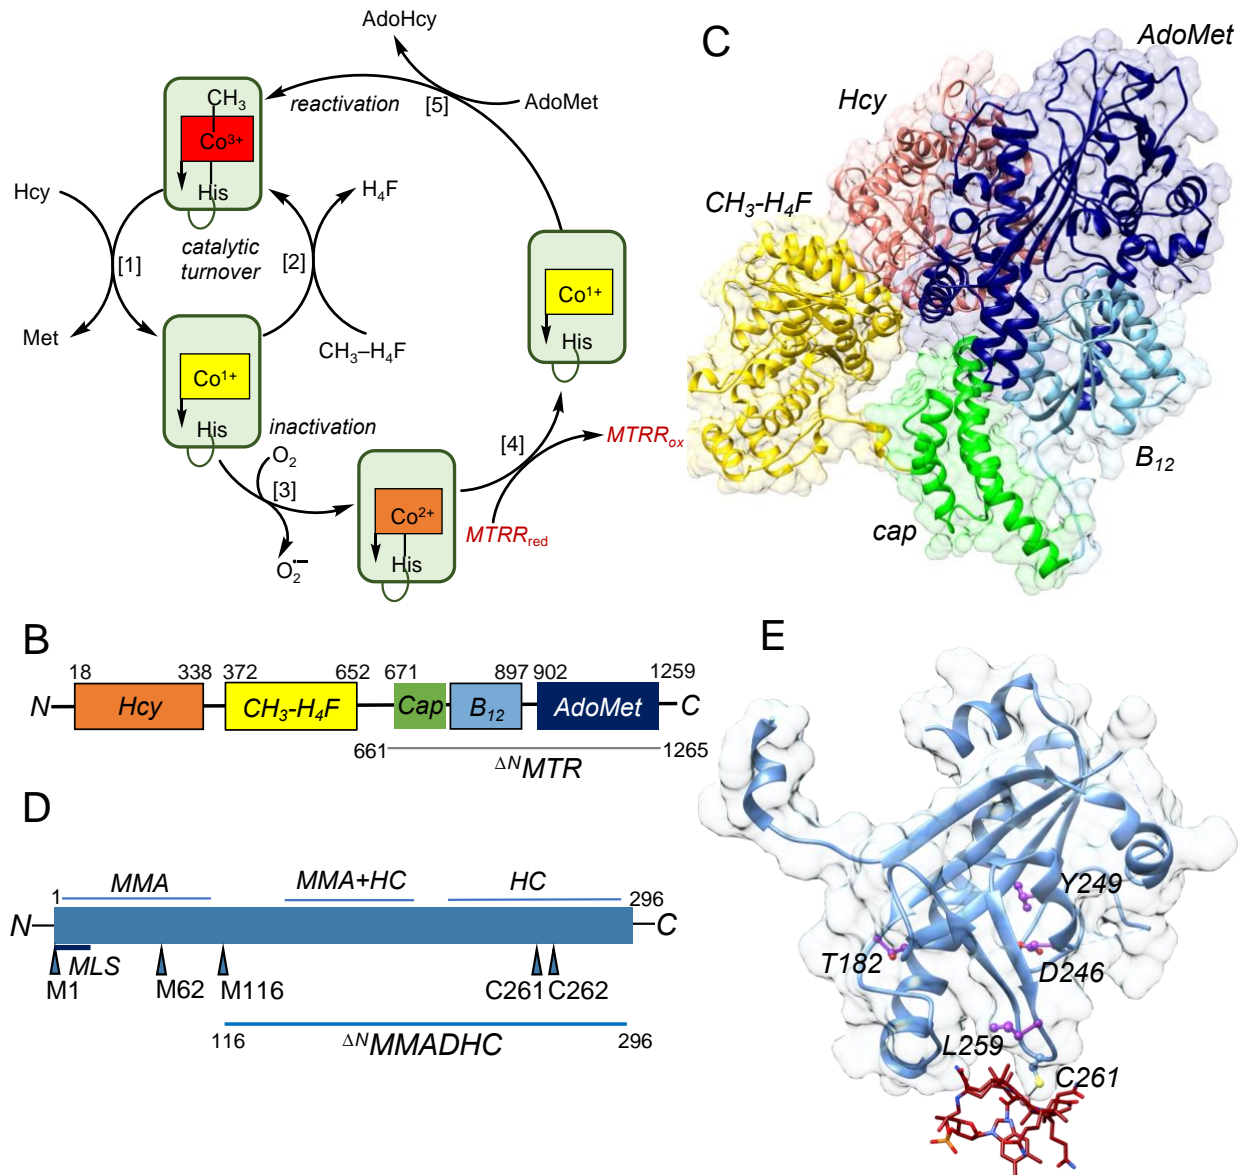 AdoHcy
CH3
Co3+
His
reactivation
[5]
AdoMet
Hcy
H4F
[1]
catalytic
turnover
[2]
Met
CH3–H4F
Co1+
His
Co1+
His
inactivation
O2
[3]
O2•–
Co2+
His
[4]
MTRRox
MTRRred
C
AdoMet
Hcy
CH3-H4F
B12
cap
B
18 338 372 652 671 897 902 1259
N Hcy CH3-H4F Cap B12 AdoMet C
661 ΔNMTR 1265
D
MMA MMA+HC HC
1 296
N C
MLS
M1 M62 M116 C261 C262
116 ΔNMMADHC 296
E
Y249
T182 D246
L259
C261